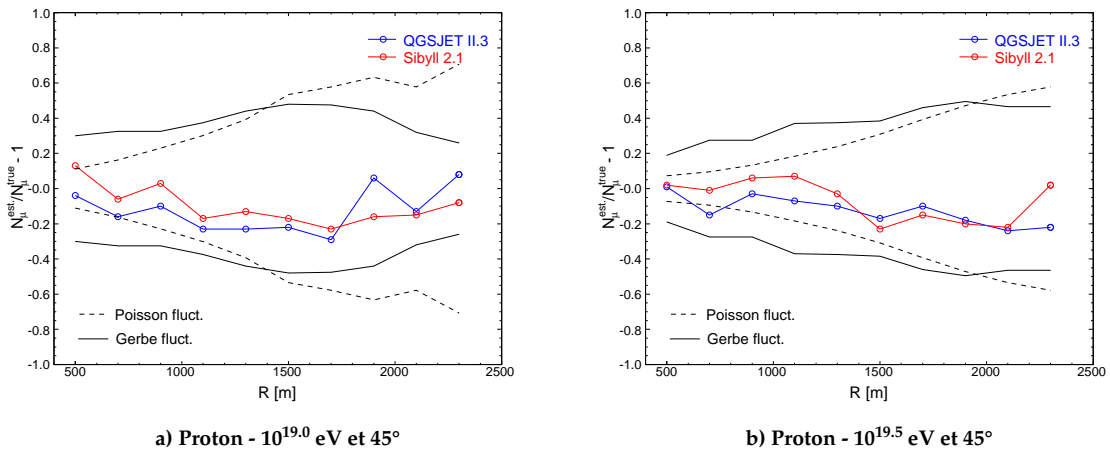 1.0
0.8
0.6
0.4
0.2
-0.0
-0.2
-0.4
-0.6
-0.8
-1.0
N_μ^est/N_μ^true - 1
QGSJET II.3
Sibyll 2.1
Poisson fluct.
Gerbe fluct.
500 1000 1500 2000 2500
R [m]
a) Proton - 10^19.0 eV et 45°
1.0
0.8
0.6
0.4
0.2
-0.0
-0.2
-0.4
-0.6
-0.8
-1.0
N_μ^est/N_μ^true - 1
QGSJET II.3
Sibyll 2.1
Poisson fluct.
Gerbe fluct.
500 1000 1500 2000 2500
R [m]
b) Proton - 10^19.5 eV et 45°